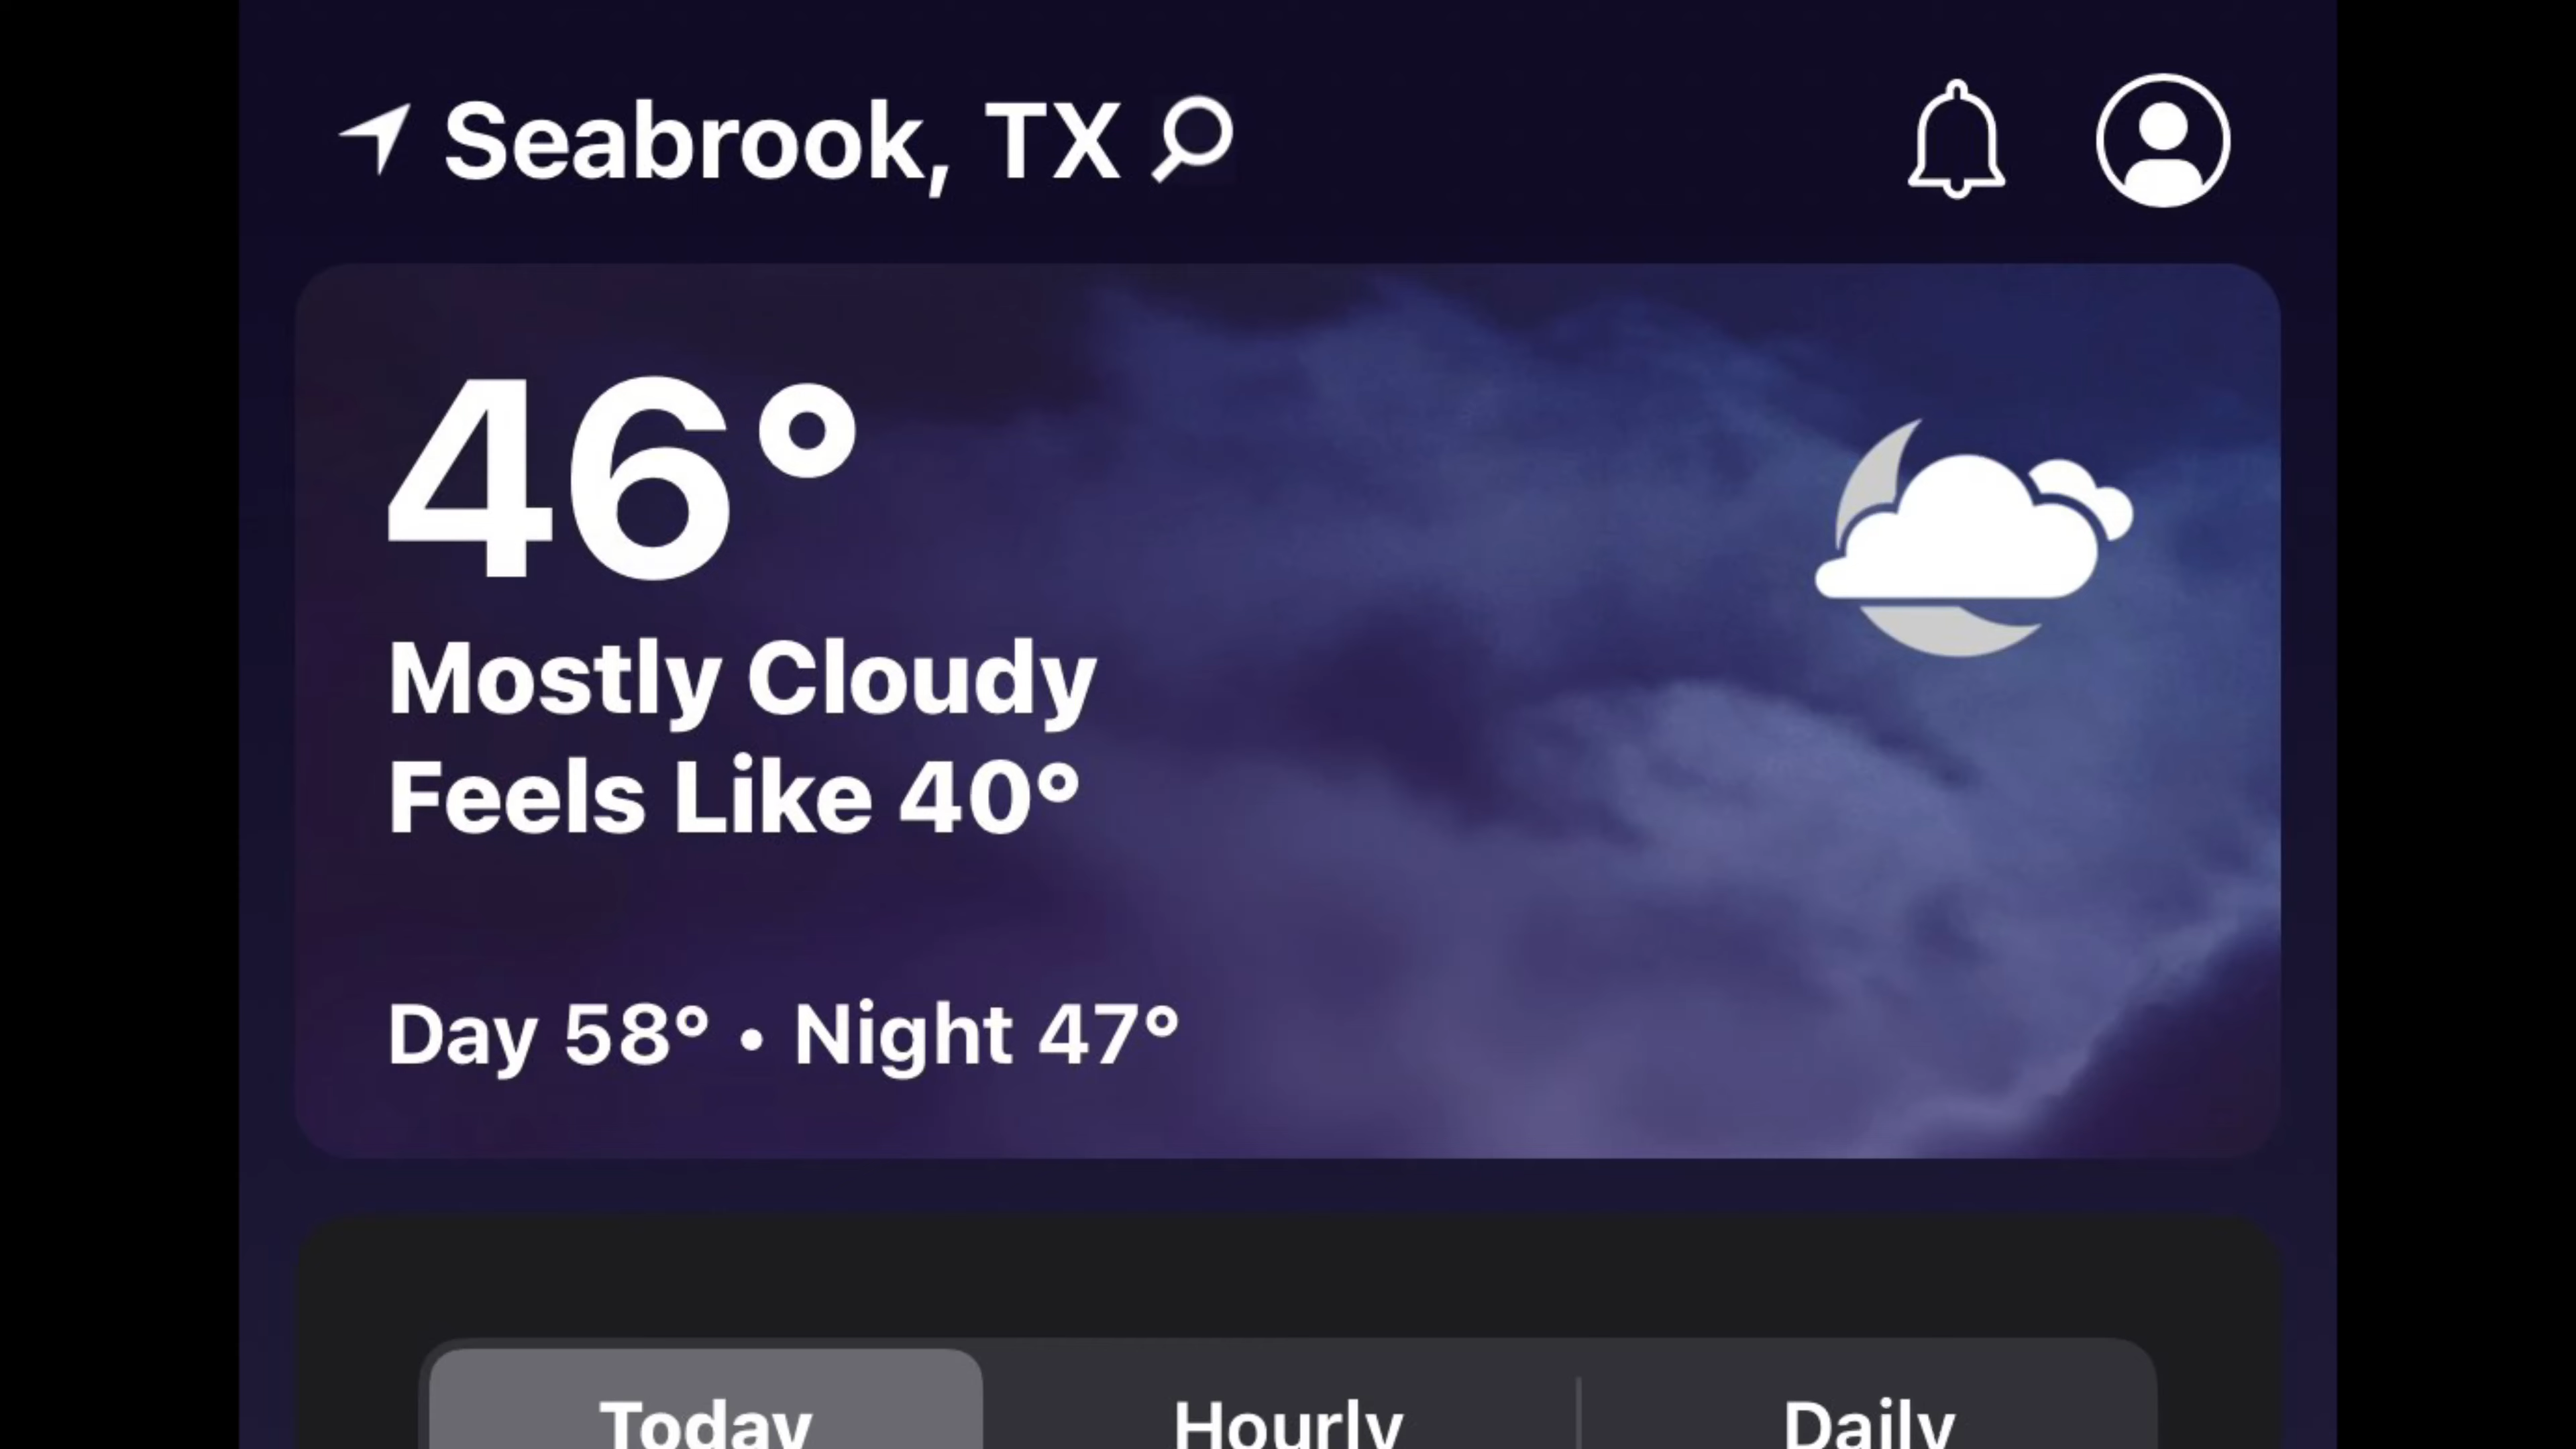 Seabrook, TX
46°
Mostly Cloudy
Feels Like 40°
Day 58° • Night 47°
Today
Hourly
Daily